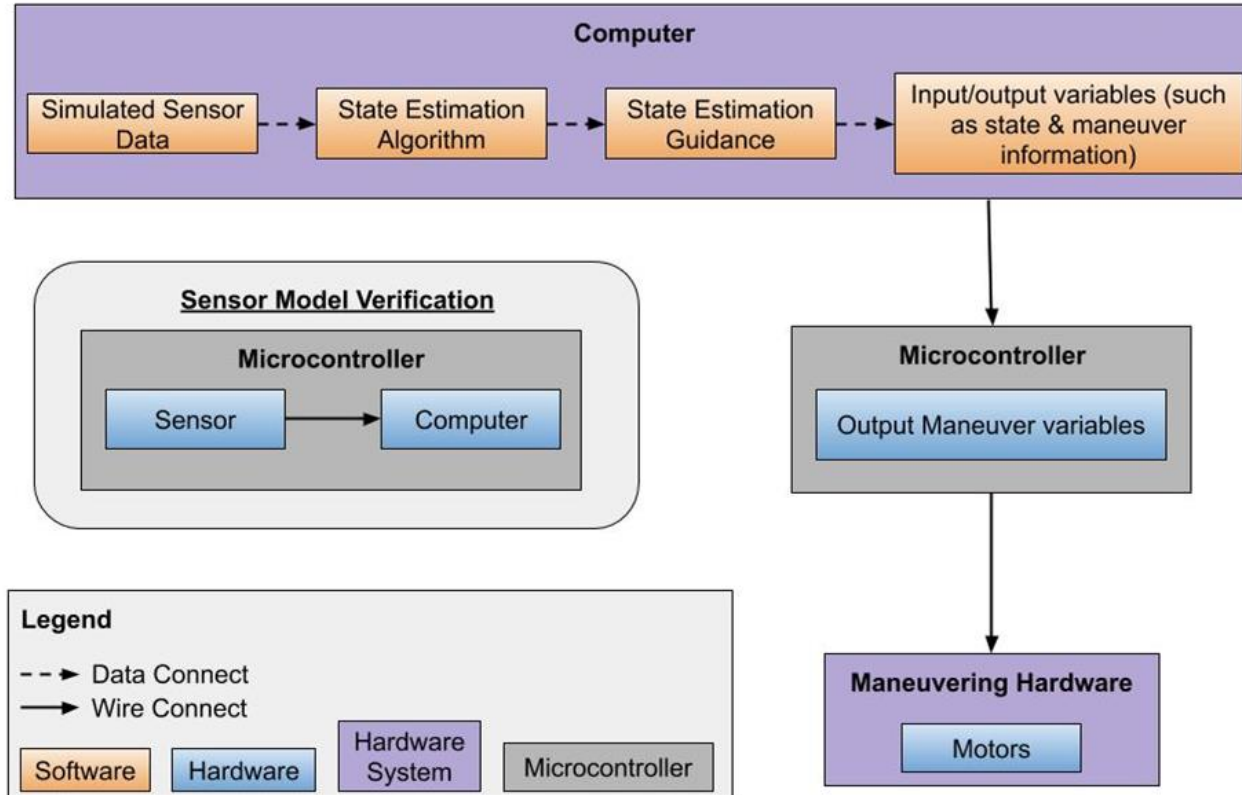 Computer
Simulated Sensor
Data
State Estimation
Algorithm
State Estimation
Guidance
Input/output variables (such
as state & maneuver
information)
Sensor Model Verification
Microcontroller
Sensor
Computer
Microcontroller
Output Maneuver variables
Legend
Data Connect
Wire Connect
Software
Hardware
Hardware
System
Microcontroller
Maneuvering Hardware
Motors